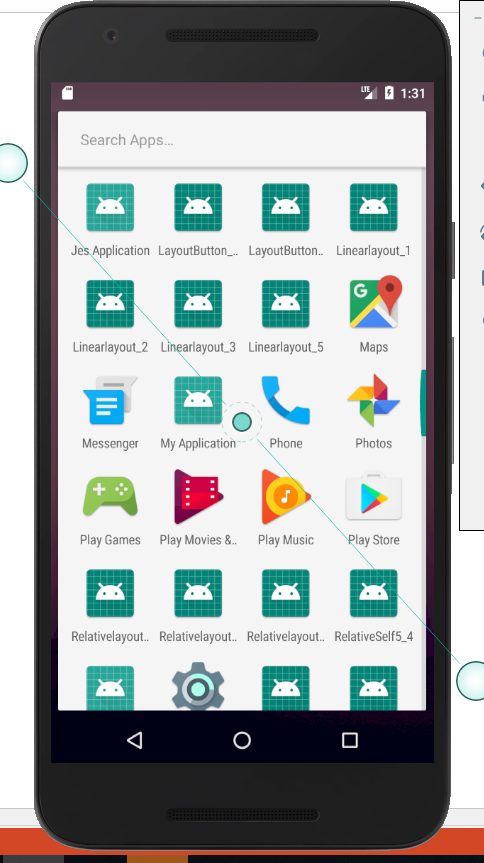 LTE 1:31
Search Apps...
Jes Application LayoutButton_.. LayoutButton.. Linearlayout_1
Linearlayout_2 Linearlayout_3 Linearlayout_5 Maps
Messenger My Application Phone Photos
Play Games Play Movies &.. Play Music Play Store
Relativelayout.. Relativelayout.. Relativelayout.. RelativeSelf5_4